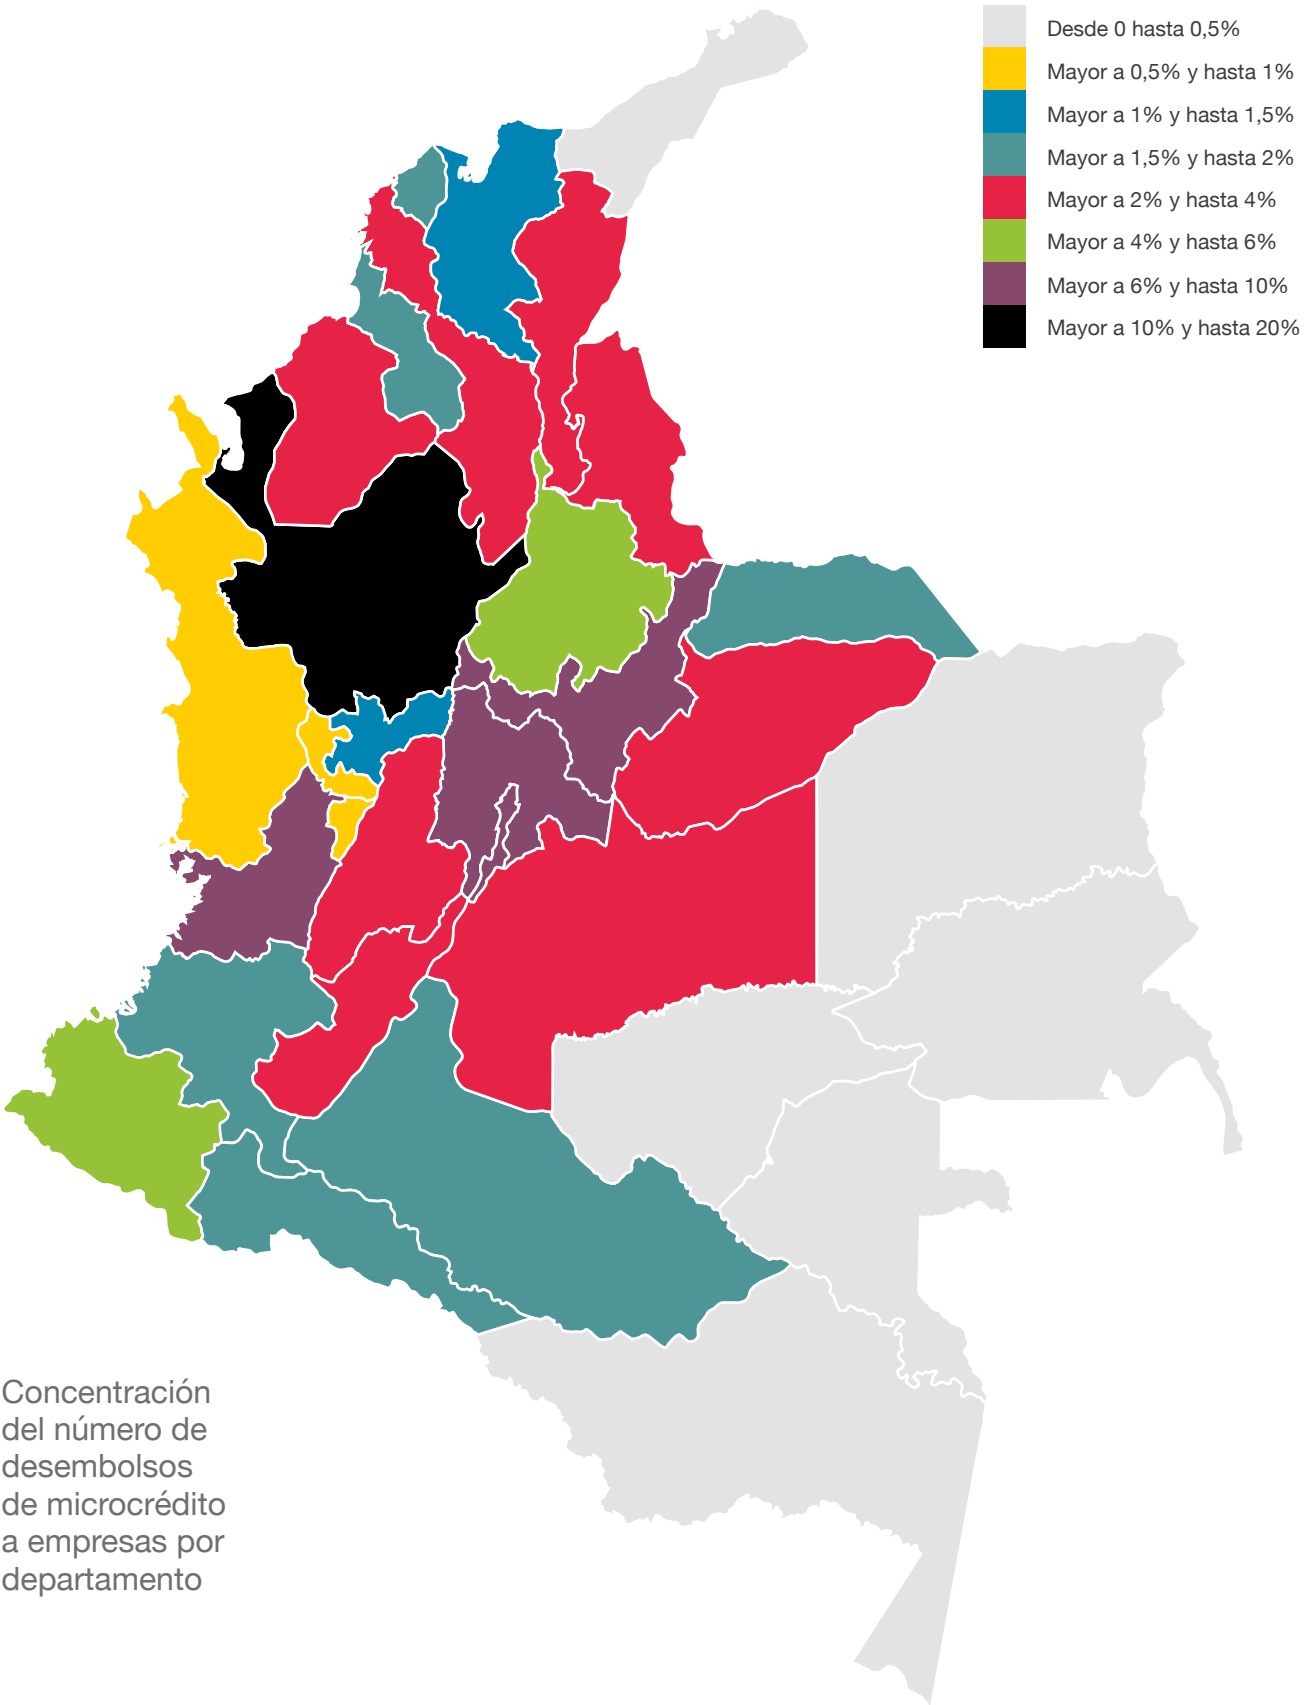 Desde 0 hasta 0,5%
Mayor a 0,5% y hasta 1%
Mayor a 1% y hasta 1,5%
Mayor a 1,5% y hasta 2%
Mayor a 2% y hasta 4%
Mayor a 4% y hasta 6%
Mayor a 6% y hasta 10%
Mayor a 10% y hasta 20%
Concentración
del número de
desembolsos
de microcrédito
a empresas por
departamento